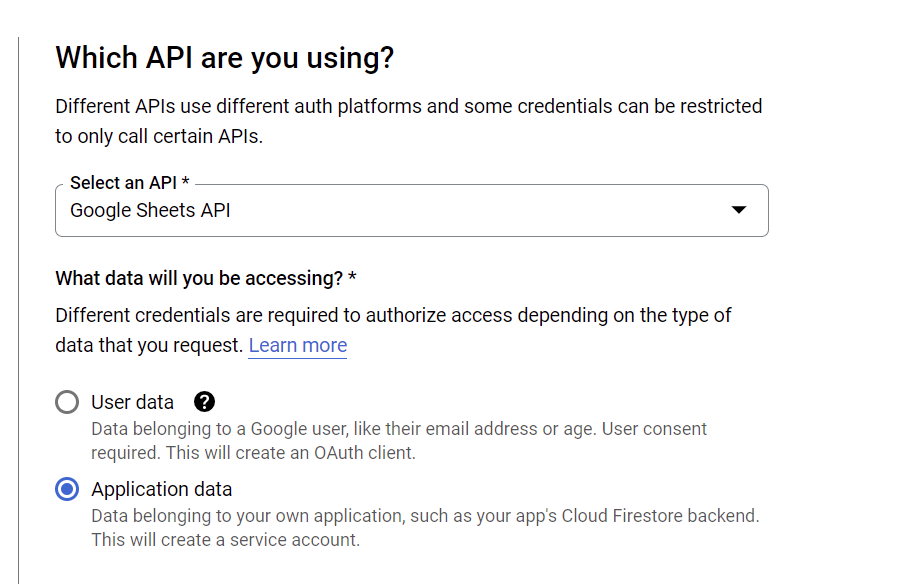 Which API are you using?
Different APIs use different auth platforms and some credentials can be restricted
to only call certain APIs.
Select an API *
Google Sheets API
What data will you be accessing? *
Different credentials are required to authorize access depending on the type of
data that you request. Learn more
User data ?
Data belonging to a Google user, like their email address or age. User consent
required. This will create an OAuth client.
Application data
Data belonging to your own application, such as your app's Cloud Firestore backend.
This will create a service account.